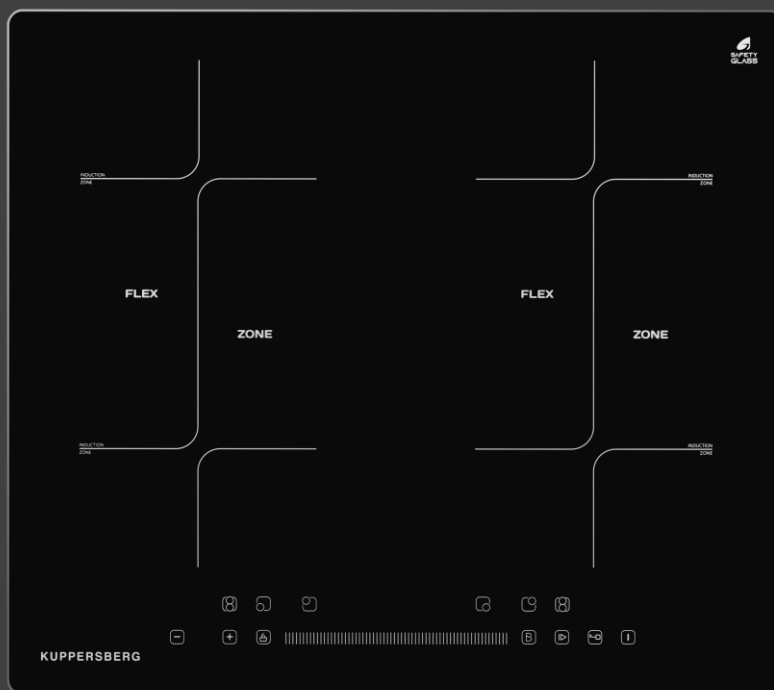 SAFETY
GLASS
INDUCTION
ZONE
INDUCTION
ZONE
FLEX
ZONE
FLEX
ZONE
INDUCTION
ZONE
INDUCTION
ZONE
− + B I
KUPPERSBERG